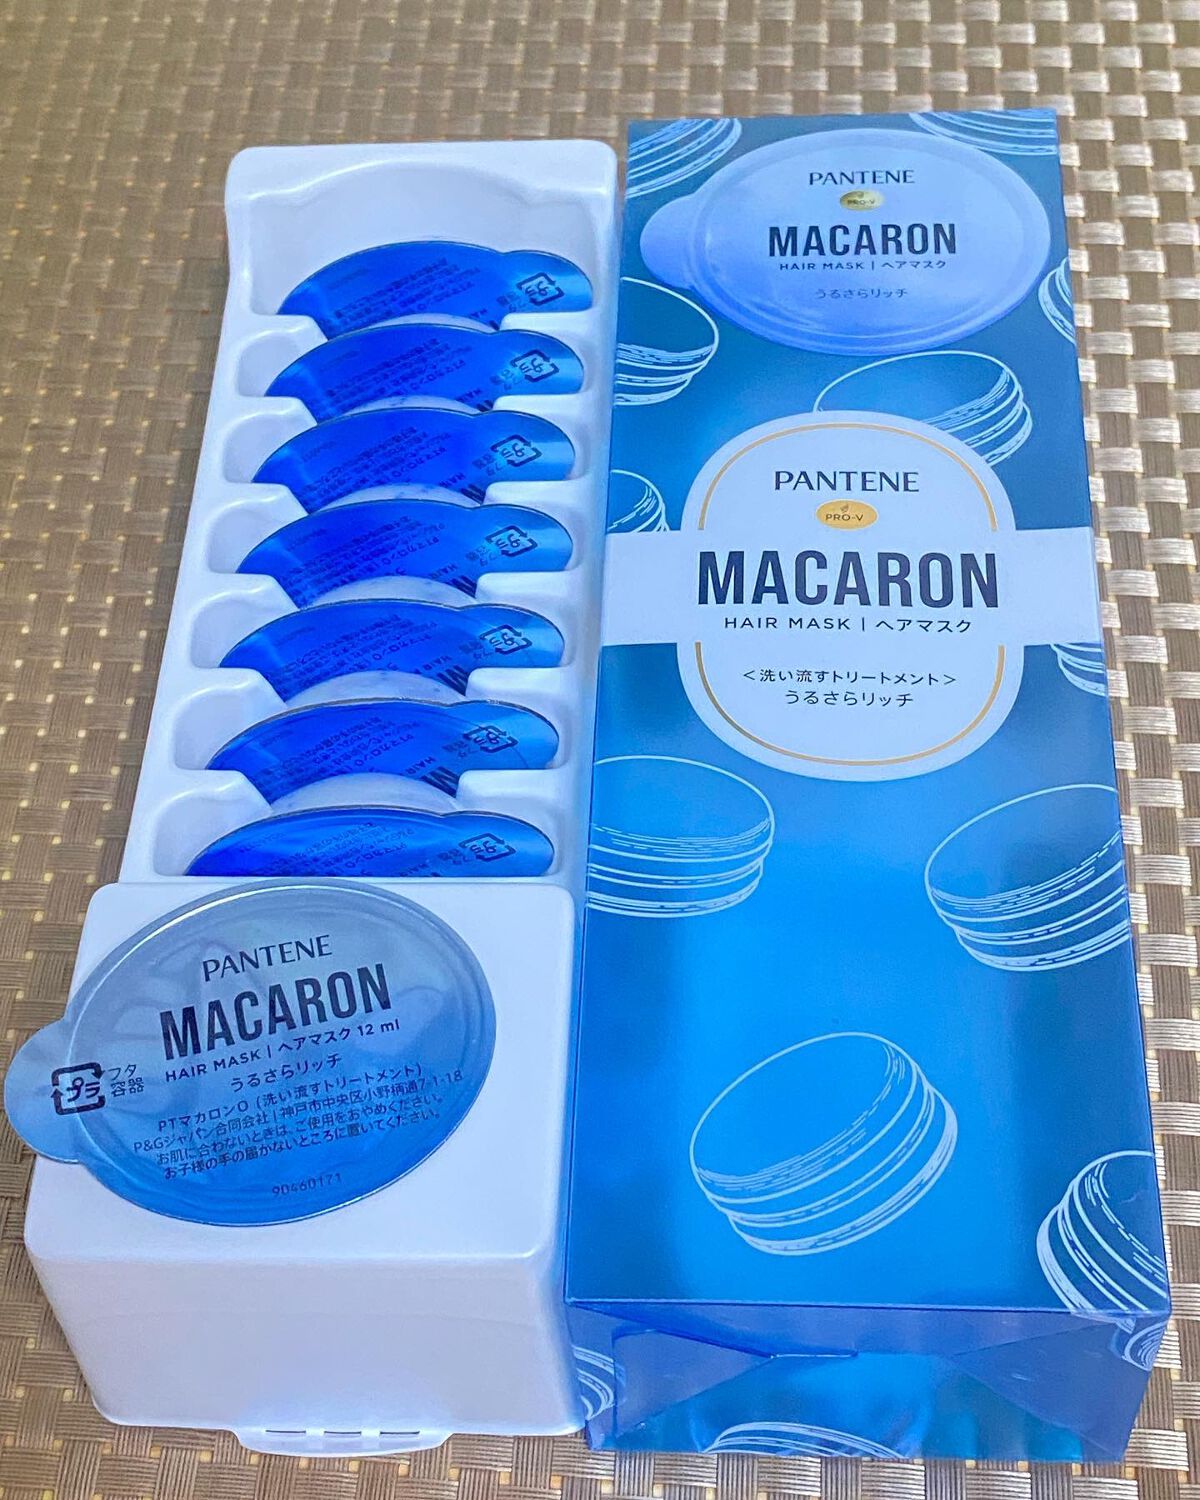 PANTENE
PRO-V
MACARON
HAIR MASK | ヘアマスク
うるさらリッチ
PANTENE
PRO-V
MACARON
HAIR MASK | ヘアマスク
<洗い流すトリートメント>
うるさらリッチ
PANTENE
MACARON
HAIR MASK | ヘアマスク 12 ml
うるさらリッチ
プラ
フタ
容器
PTマカロンO (洗い流すトリートメント)
P&Gジャパン合同会社 | 神戸市中央区小野柄通7-1-18
お肌に合わないときは、ご使用をおやめください。
お子様の手の届かないところに置いてください。
90460171